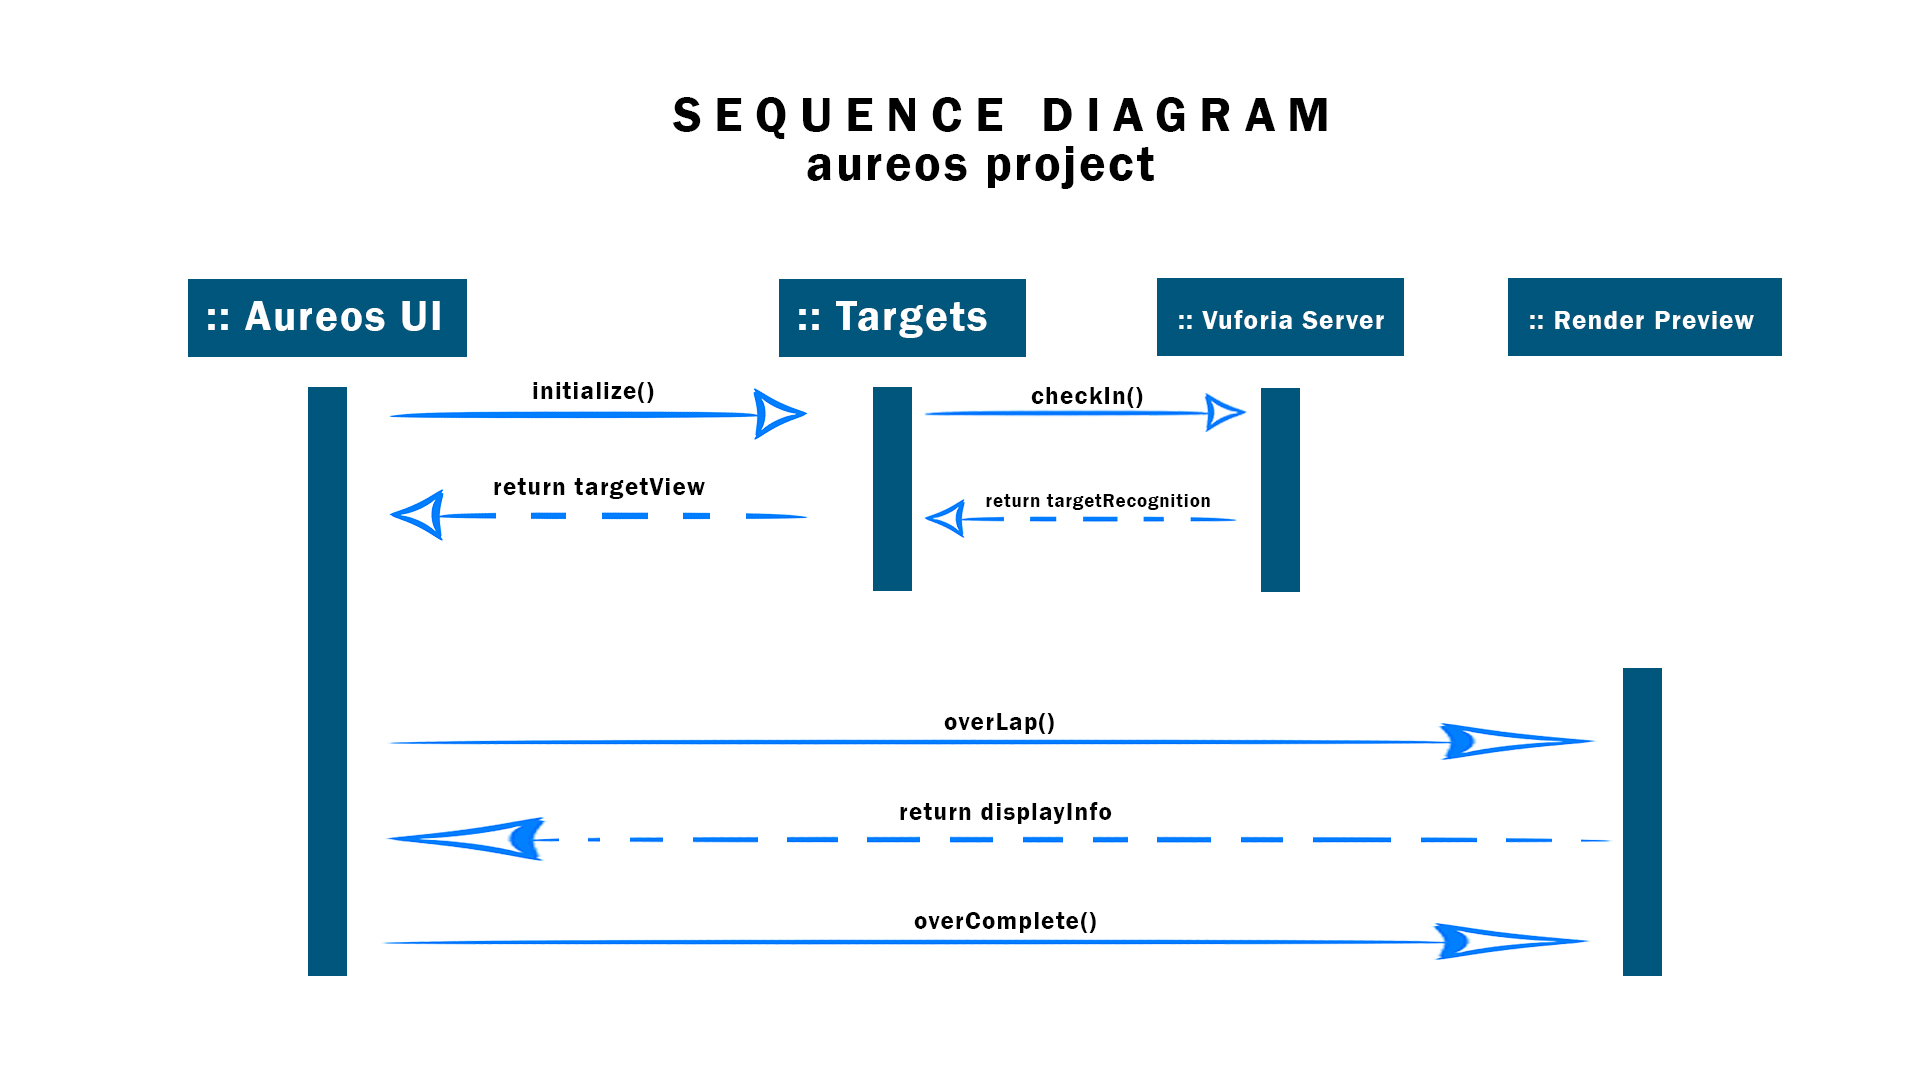 SEQUENCE DIAGRAM
aureos project
:: Aureos UI
:: Targets
:: Vuforia Server
:: Render Preview
initialize()
checkIn()
return targetView
return targetRecognition
overLap()
return displayInfo
overComplete()